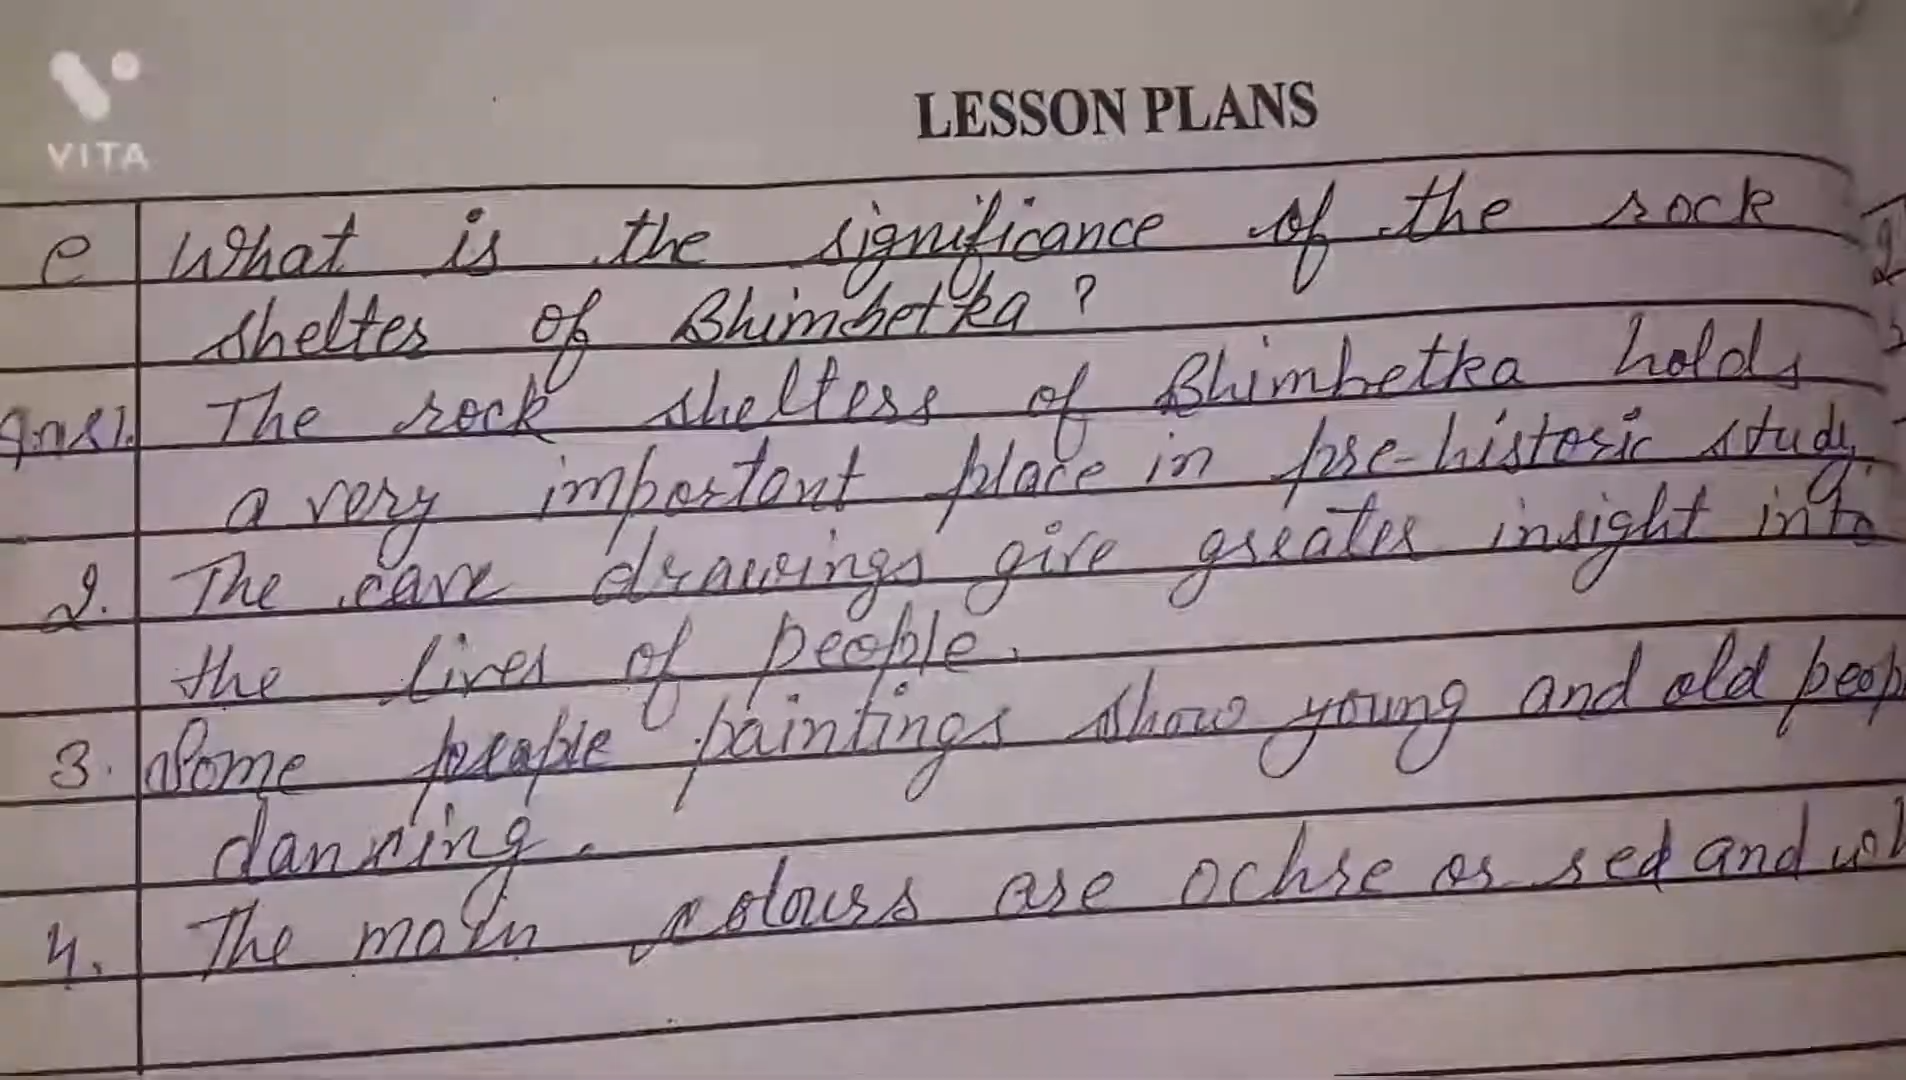 VITA
LESSON PLANS
e What is the significance of the rock
shelter of Bhimbetka ?
Ans1. The rock shelters of Bhimbetka holds
a very important place in pre-historic study.
2. The cave drawings give greater insight into
the lives of people.
3. Some people paintings show young and old peop
danring.
4. The main colours are ochre or red and wh